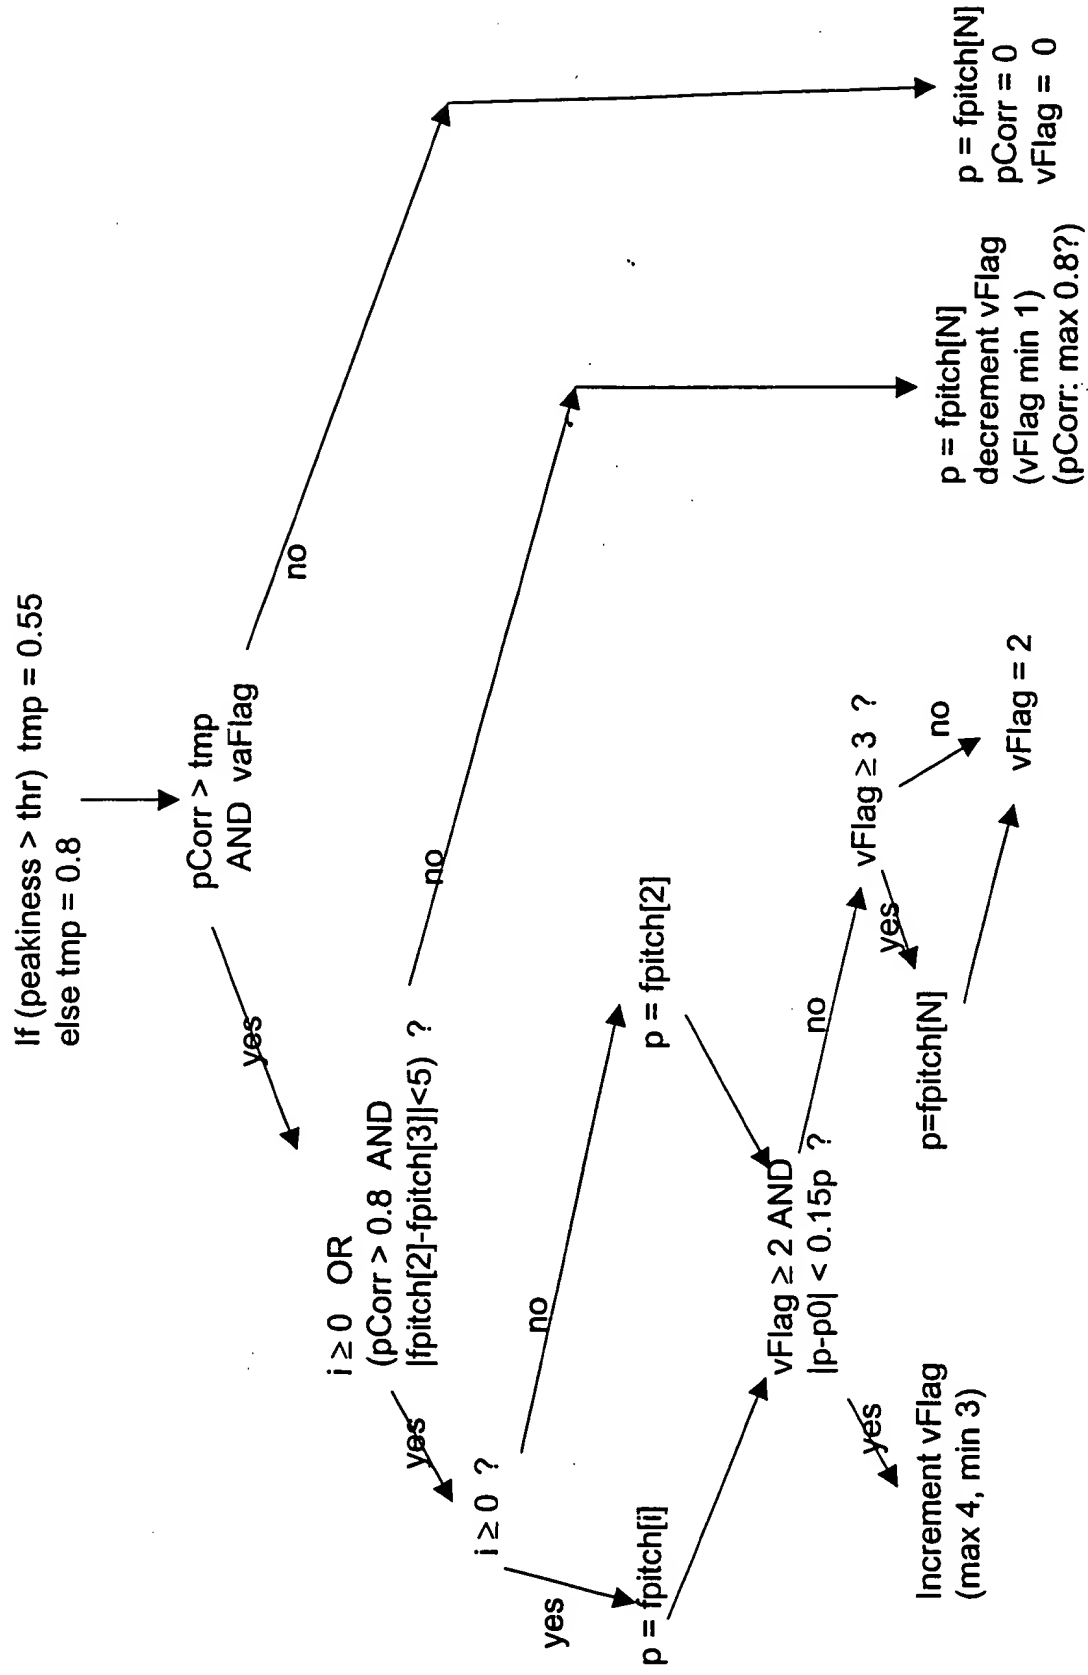 If (peakiness > thr)  tmp = 0.55
else tmp = 0.8
pCorr > tmp
AND  vaFlag
yes
no
i ≥ 0  OR
(pCorr > 0.8  AND
|fpitch[2]-fpitch[3]|<5)  ?
yes
no
i ≥ 0  ?
yes
no
p = fpitch[i]
p = fpitch[2]
vFlag ≥ 2 AND
|p-p0| < 0.15p  ?
yes
no
vFlag ≥ 3  ?
yes
no
Increment vFlag
(max 4, min 3)
p=fpitch[N]
vFlag = 2
p = fpitch[N]
decrement vFlag
(vFlag min 1)
(pCorr: max 0.8?)
p = fpitch[N]
pCorr = 0
vFlag =  0